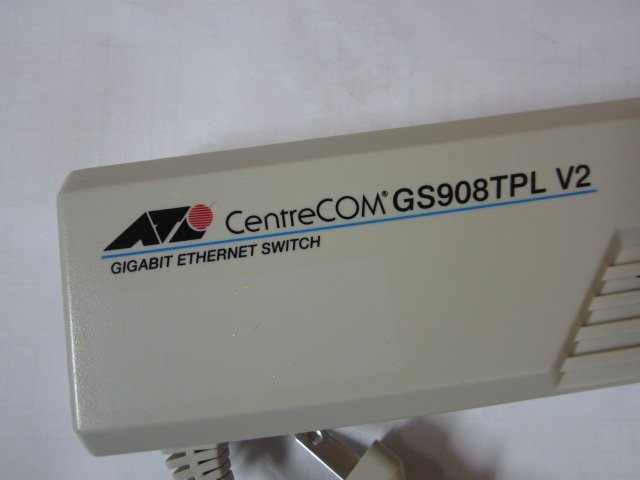 CentreCOM® GS908TPL V2
GIGABIT ETHERNET SWITCH